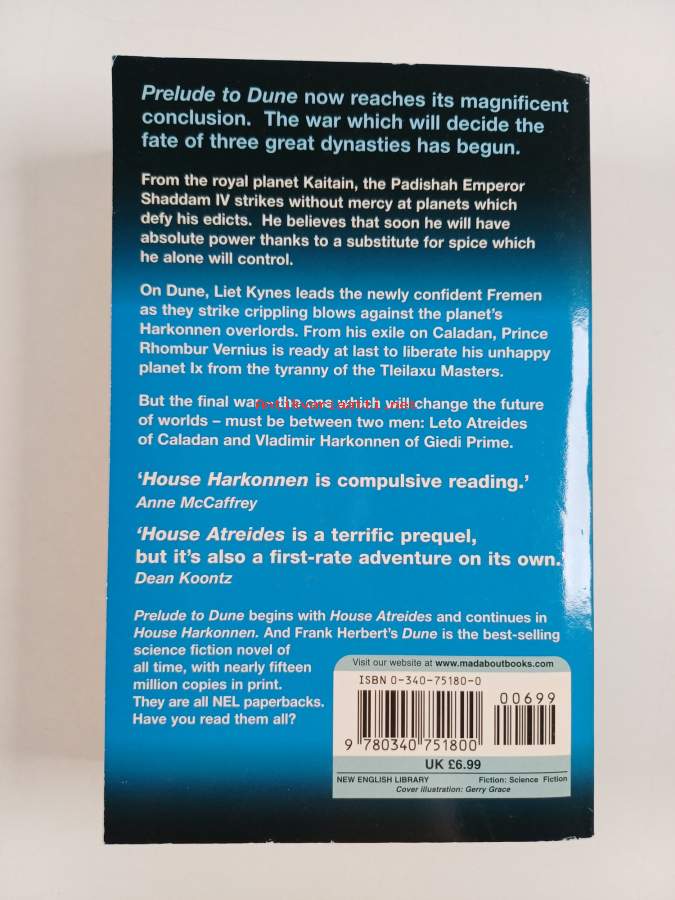 Prelude to Dune now reaches its magnificent
conclusion. The war which will decide the
fate of three great dynasties has begun.
From the royal planet Kaitain, the Padishah Emperor
Shaddam IV strikes without mercy at planets which
defy his edicts. He believes that soon he will have
absolute power thanks to a substitute for spice which
he alone will control.
On Dune, Liet Kynes leads the newly confident Fremen
as they strike crippling blows against the planet's
Harkonnen overlords. From his exile on Caladan, Prince
Rhombur Vernius is ready at last to liberate his unhappy
planet Ix from the tyranny of the Tleilaxu Masters.
But the final war – the one which will change the future
of worlds – must be between two men: Leto Atreides
of Caladan and Vladimir Harkonnen of Giedi Prime.
'House Harkonnen is compulsive reading.'
Anne McCaffrey
'House Atreides is a terrific prequel,
but it's also a first-rate adventure on its own.'
Dean Koontz
Prelude to Dune begins with House Atreides and continues in
House Harkonnen. And Frank Herbert's Dune is the best-selling
science fiction novel of
all time, with nearly fifteen
million copies in print.
They are all NEL paperbacks.
Have you read them all?
Visit our website at www.madaboutbooks.com
ISBN 0-340-75180-0
00699
9 780340 751800
UK £6.99
NEW ENGLISH LIBRARY Fiction: Science Fiction
Cover illustration: Gerry Grace